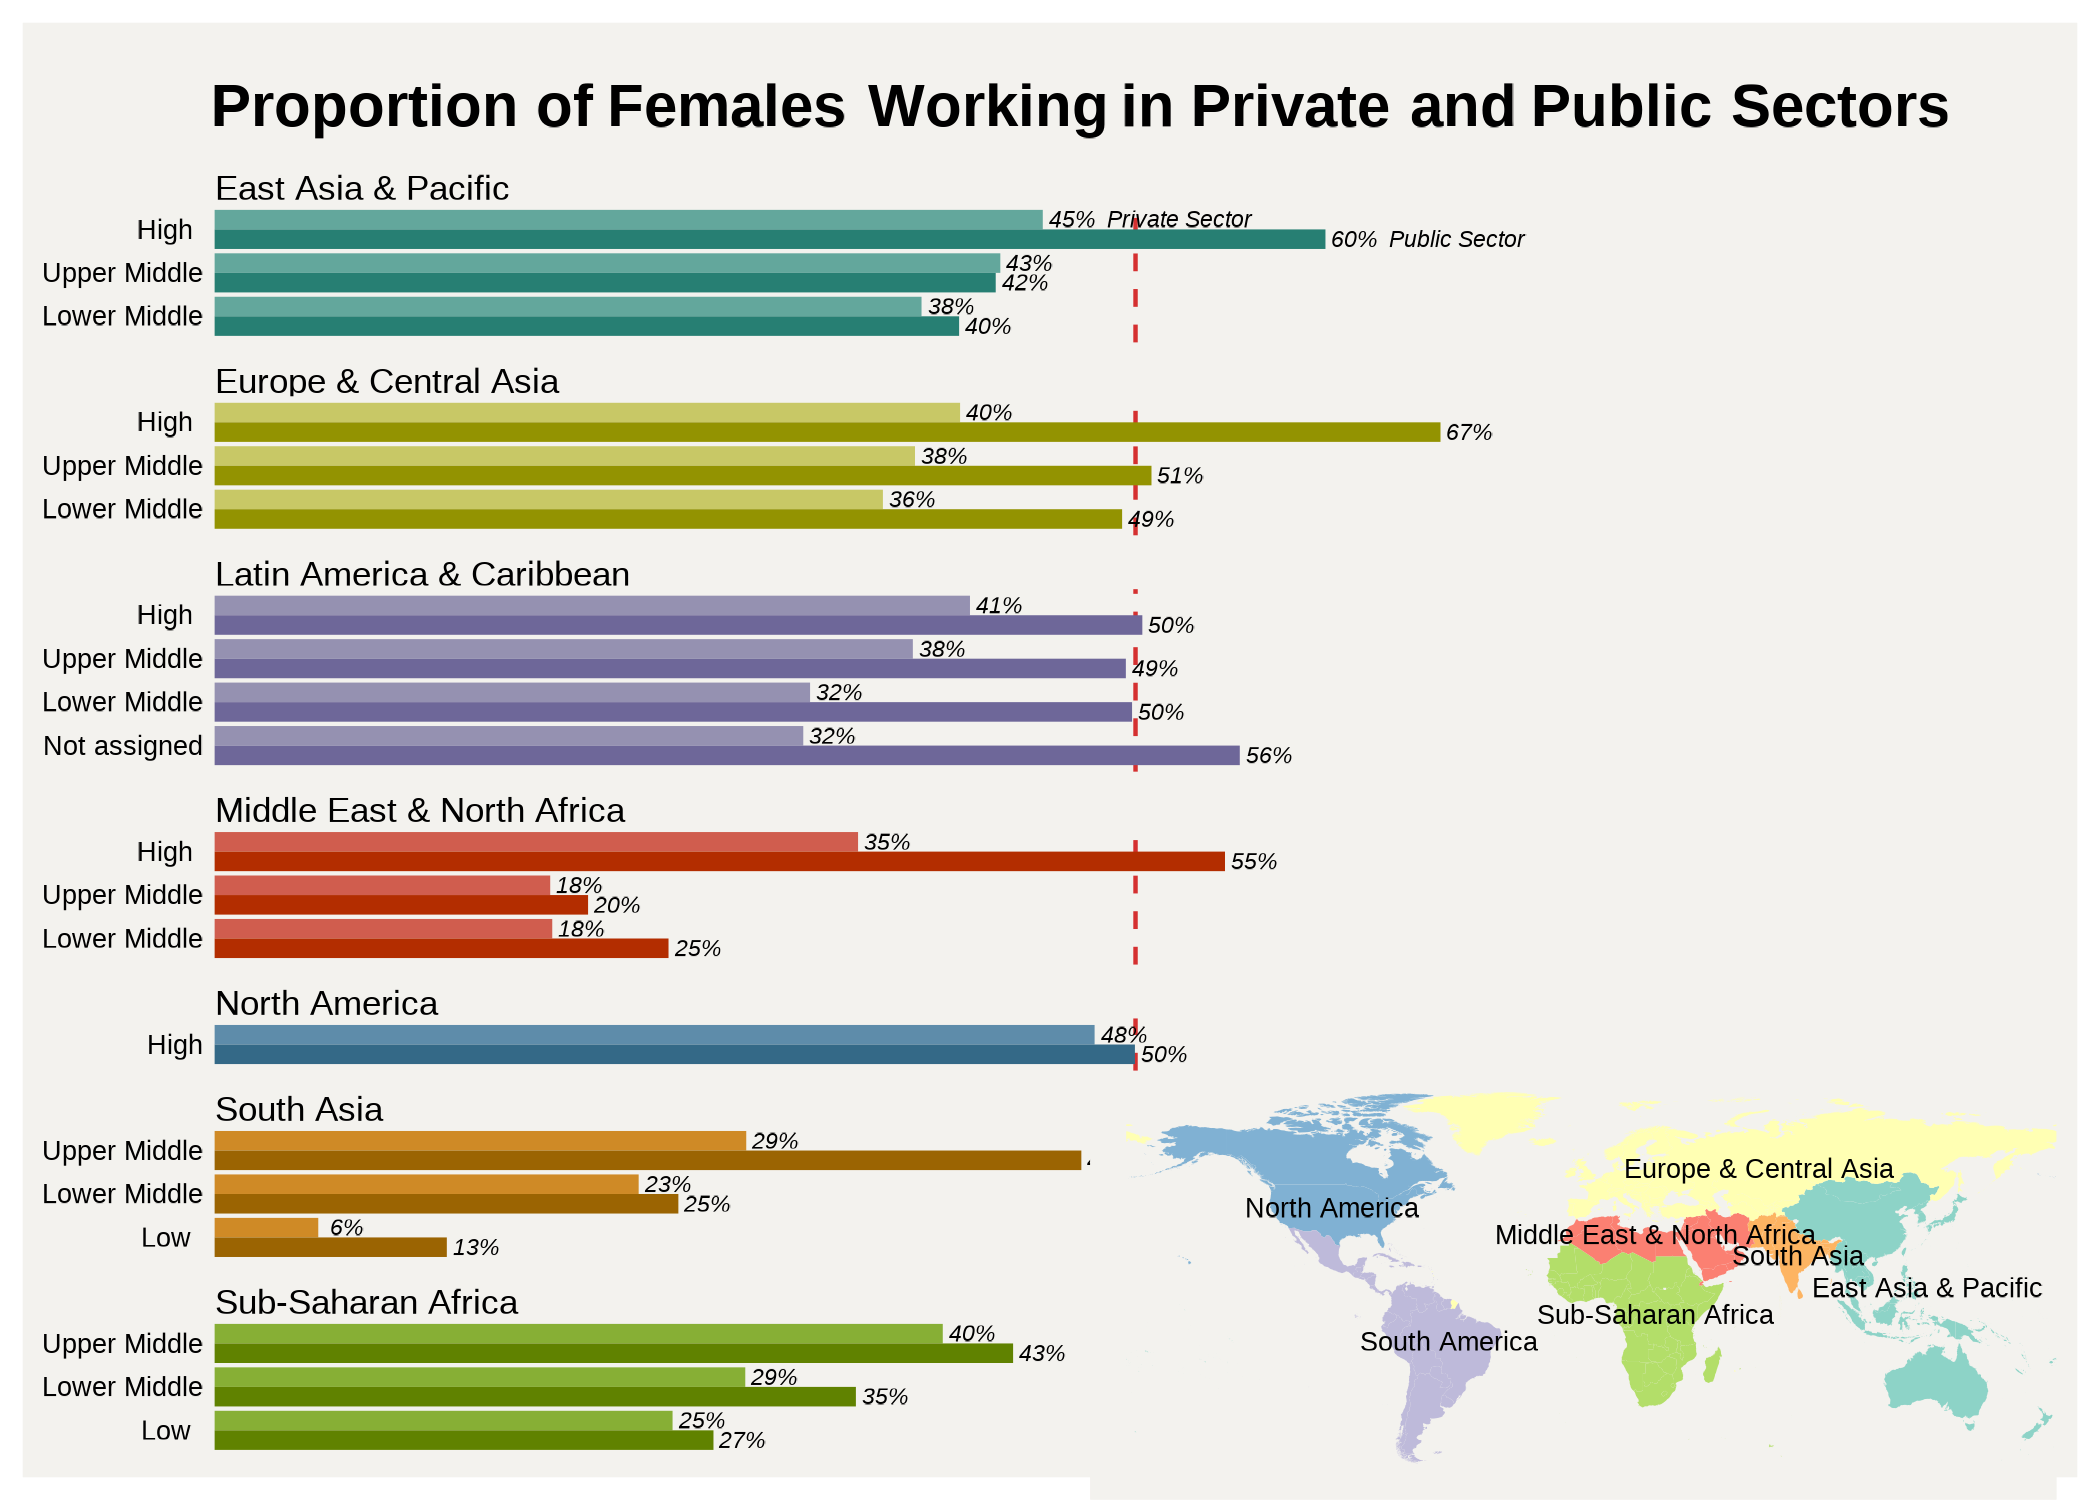 Proportion of Females Working in Private and Public Sectors
East Asia & Pacific
High 45% Private Sector
60% Public Sector
Upper Middle 43%
42%
Lower Middle 38%
40%
Europe & Central Asia
High 40%
67%
Upper Middle 38%
51%
Lower Middle 36%
49%
Latin America & Caribbean
High 41%
50%
Upper Middle 38%
49%
Lower Middle 32%
50%
Not assigned 32%
56%
Middle East & North Africa
High 35%
55%
Upper Middle 18%
20%
Lower Middle 18%
25%
North America
High 48%
50%
South Asia
Upper Middle 29%
Lower Middle 23%
25%
Low 6%
13%
Sub-Saharan Africa
Upper Middle 40%
43%
Lower Middle 29%
35%
Low 25%
27%
Europe & Central Asia
North America
Middle East & North Africa
South Asia
East Asia & Pacific
Sub-Saharan Africa
South America